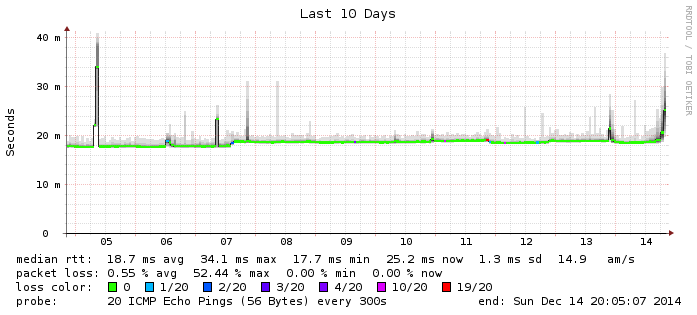 Last 10 Days
RRDTOOL / TOBI OETIKER
Seconds
40 m
30 m
20 m
10 m
0
05 06 07 08 09 10 11 12 13 14
median rtt: 18.7 ms avg 34.1 ms max 17.7 ms min 25.2 ms now 1.3 ms sd 14.9 am/s
packet loss: 0.55 % avg 52.44 % max 0.00 % min 0.00 % now
loss color: 0 1/20 2/20 3/20 4/20 10/20 19/20
probe: 20 ICMP Echo Pings (56 Bytes) every 300s end: Sun Dec 14 20:05:07 2014